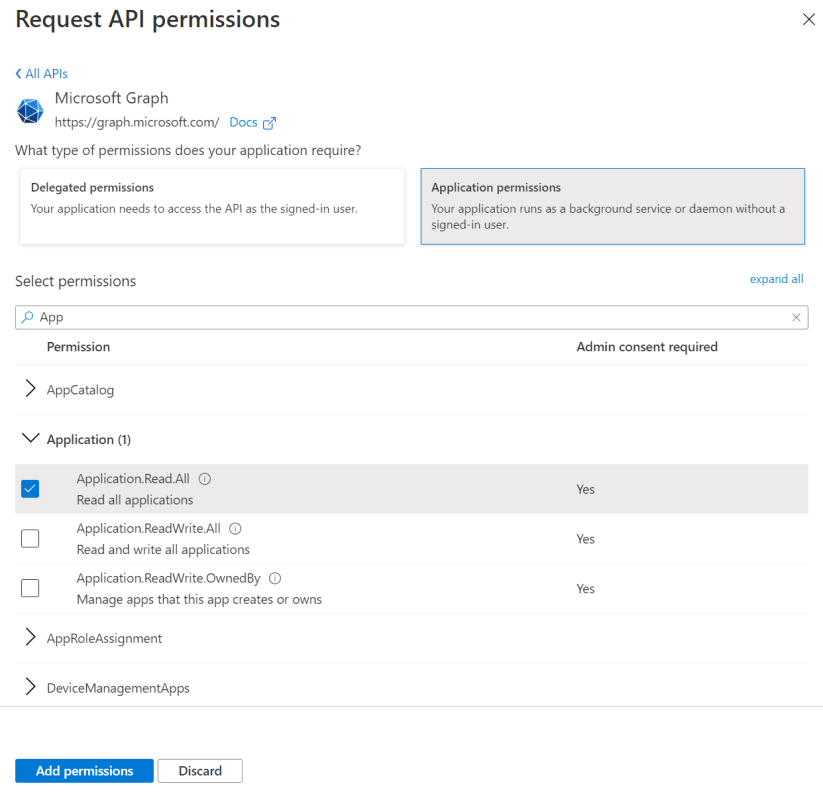 Request API permissions
All APIs
Microsoft Graph
https://graph.microsoft.com/ Docs
What type of permissions does your application require?
Delegated permissions
Your application needs to access the API as the signed-in user.
Application permissions
Your application runs as a background service or daemon without a
signed-in user.
Select permissions
expand all
App
Permission Admin consent required
AppCatalog
Application (1)
Application.Read.All
Read all applications
Yes
Application.ReadWrite.All
Read and write all applications
Yes
Application.ReadWrite.OwnedBy
Manage apps that this app creates or owns
Yes
AppRoleAssignment
DeviceManagementApps
Add permissions Discard